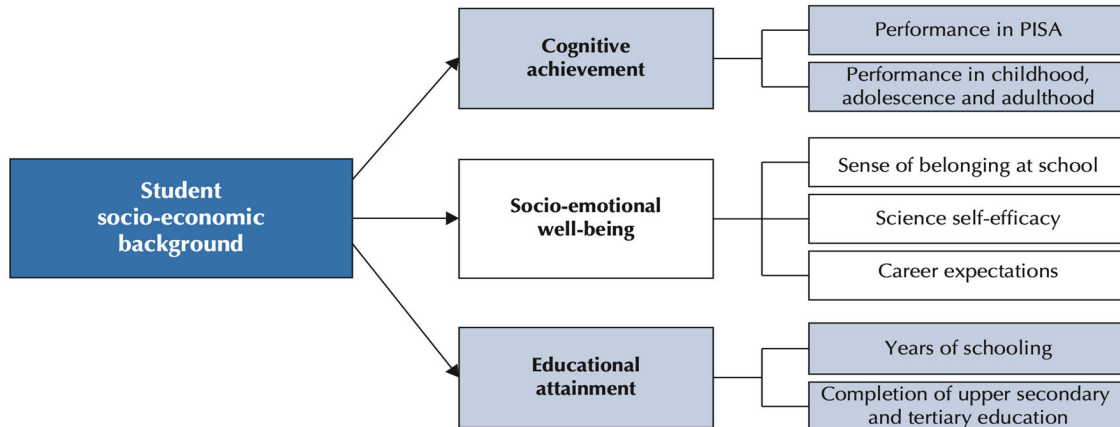 Student
socio-economic
background
Cognitive
achievement
Performance in PISA
Performance in childhood,
adolescence and adulthood
Socio-emotional
well-being
Sense of belonging at school
Science self-efficacy
Career expectations
Educational
attainment
Years of schooling
Completion of upper secondary
and tertiary education